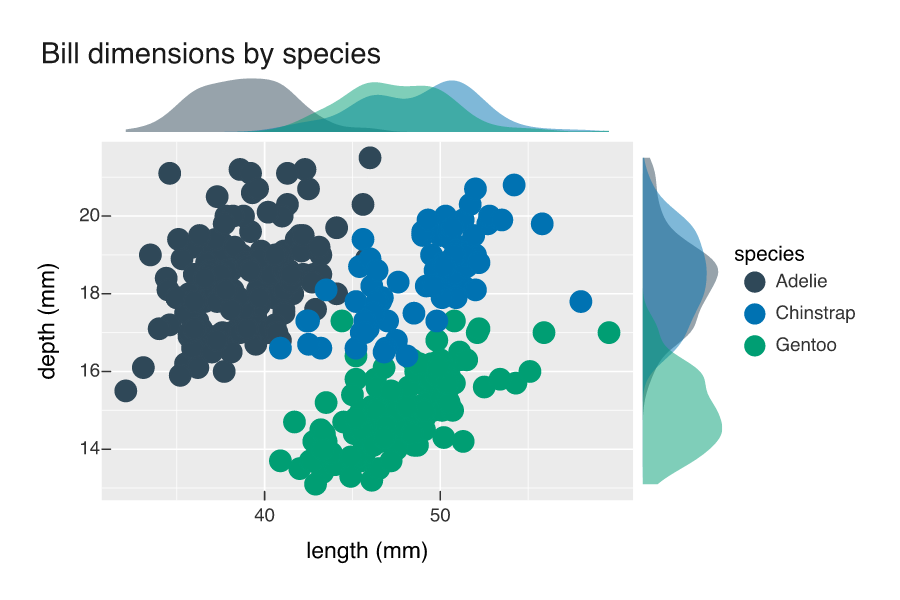 Bill dimensions by species
20
18
16
14
depth (mm)
40
50
length (mm)
species
Adelie
Chinstrap
Gentoo